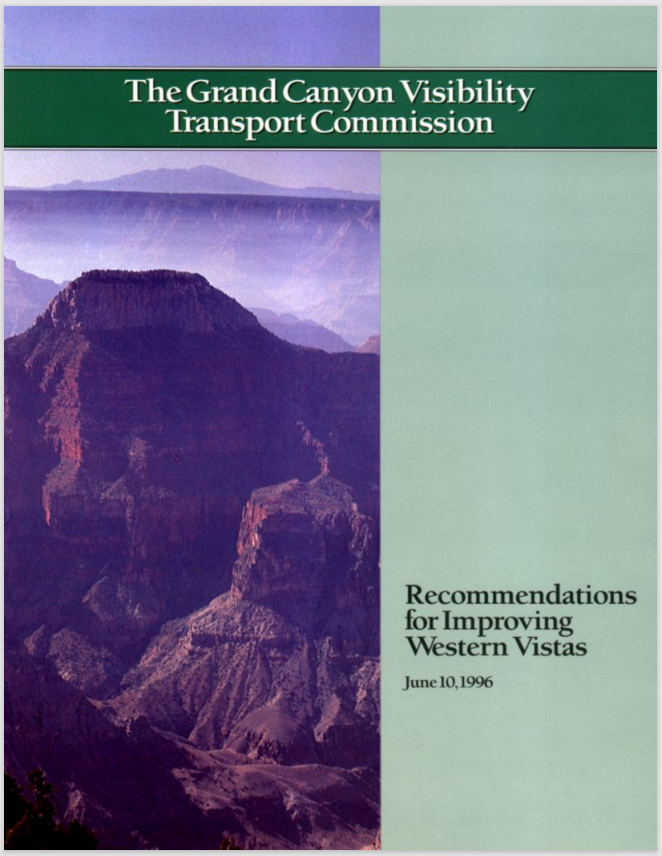 The Grand Canyon Visibility
Transport Commission
Recommendations
for Improving
Western Vistas
June 10, 1996